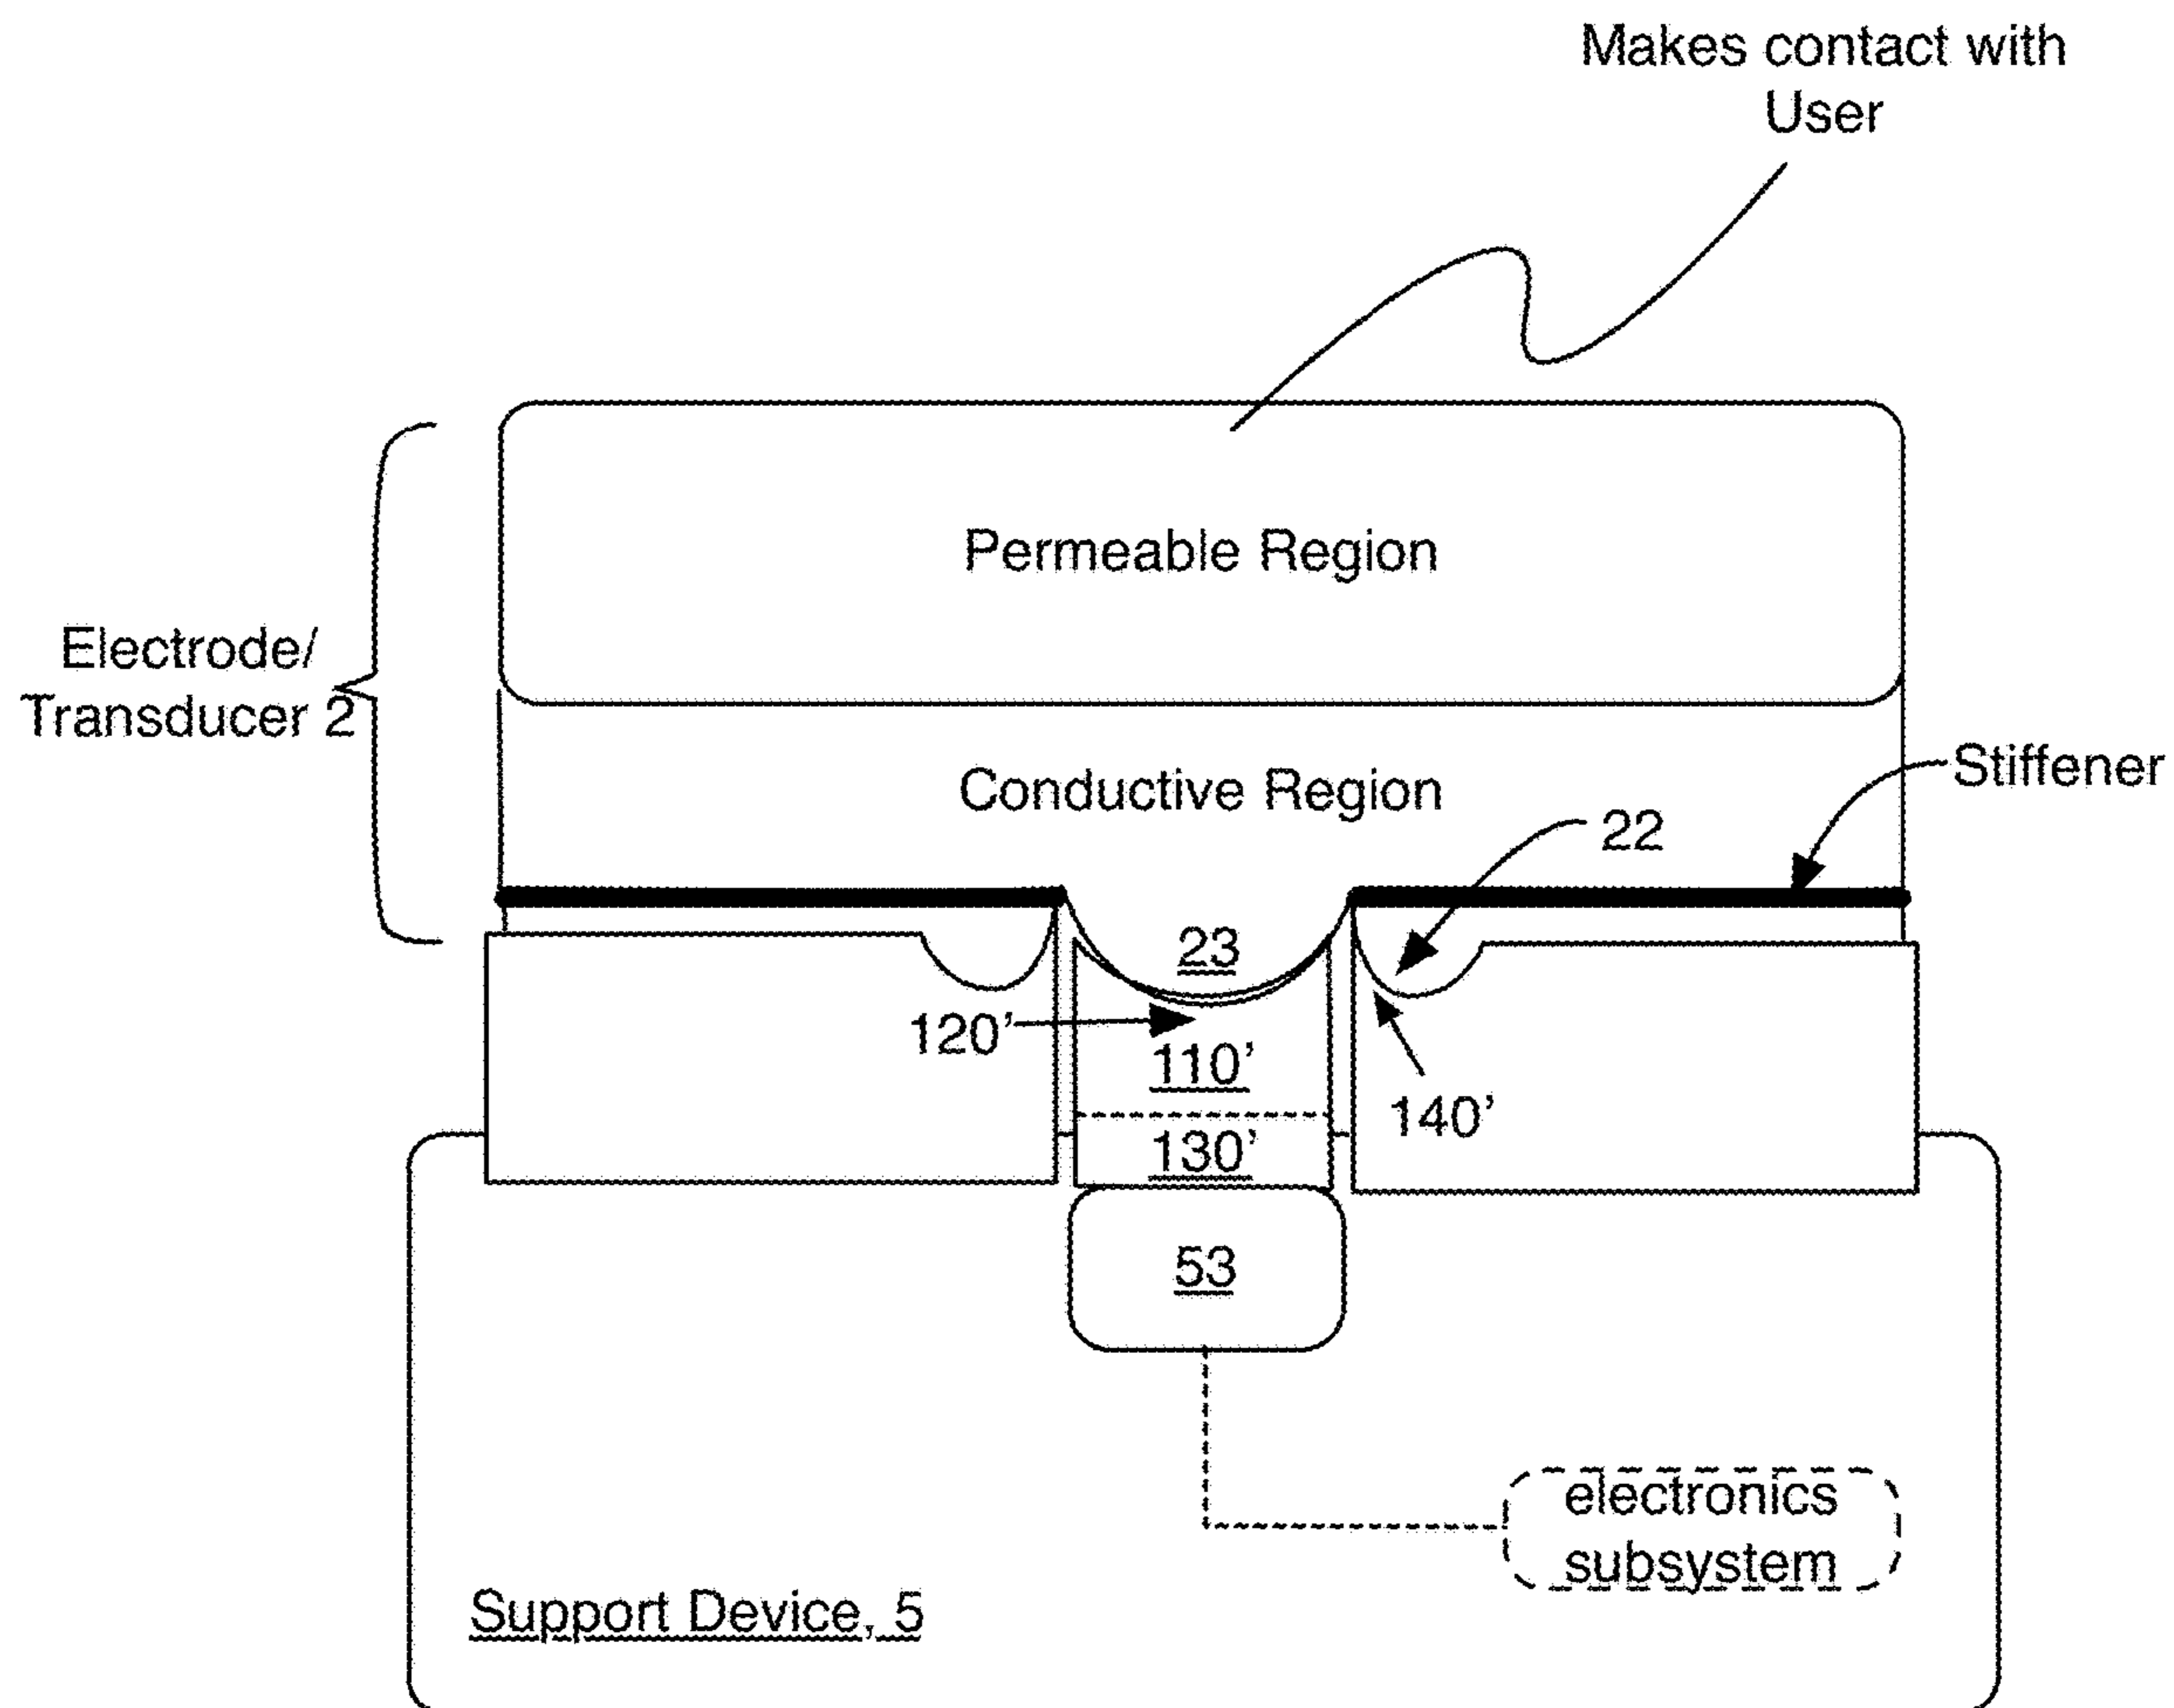 Makes contact with
User
Permeable Region
Electrode/
Transducer 2
Conductive Region
Stiffener
22
23
120’
110’
140’
130’
53
electronics
subsystem
Support Device, 5